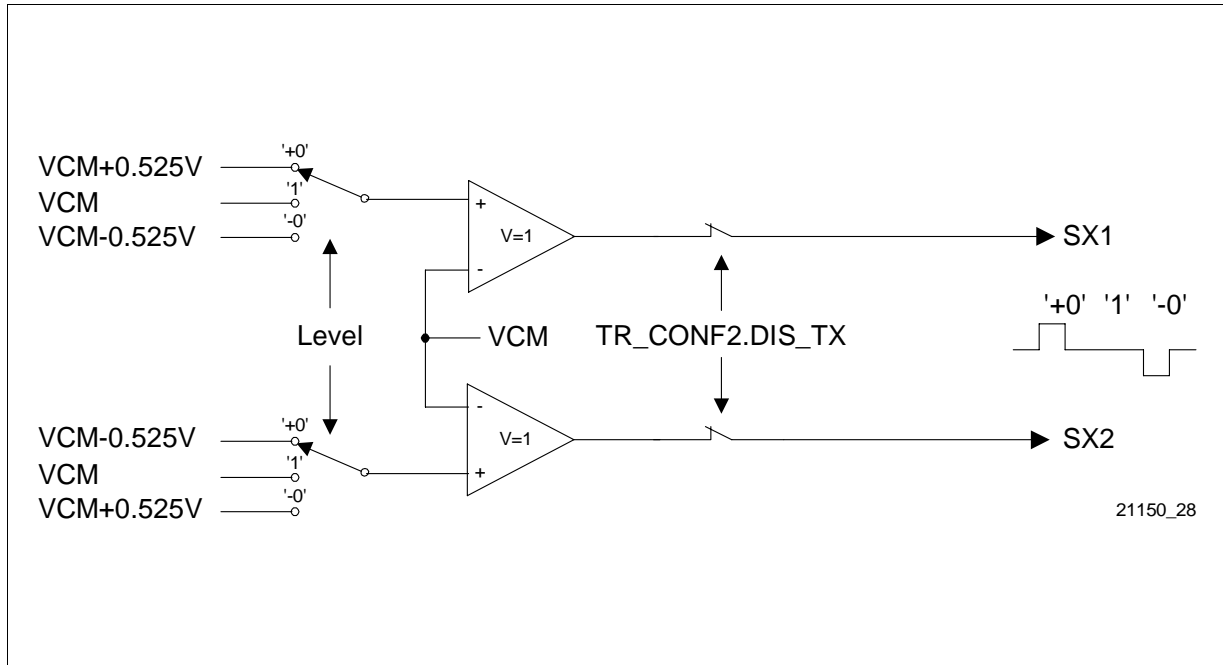 '+0'
VCM+0.525V
'1'
VCM
'-0'
VCM-0.525V
+
V=1
-
SX1
Level
VCM
TR_CONF2.DIS_TX
'+0' '1' '-0'
-
V=1
+
'+0'
VCM-0.525V
'1'
VCM
'-0'
VCM+0.525V
SX2
21150_28